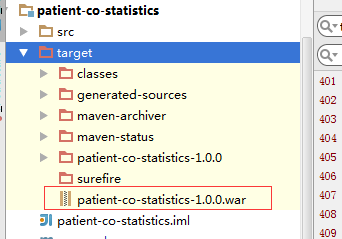 patient-co-statistics
src
target
classes
generated-sources
maven-archiver
maven-status
patient-co-statistics-1.0.0
surefire
patient-co-statistics-1.0.0.war
patient-co-statistics.iml
401
402
403
404
405
406
407
408
409